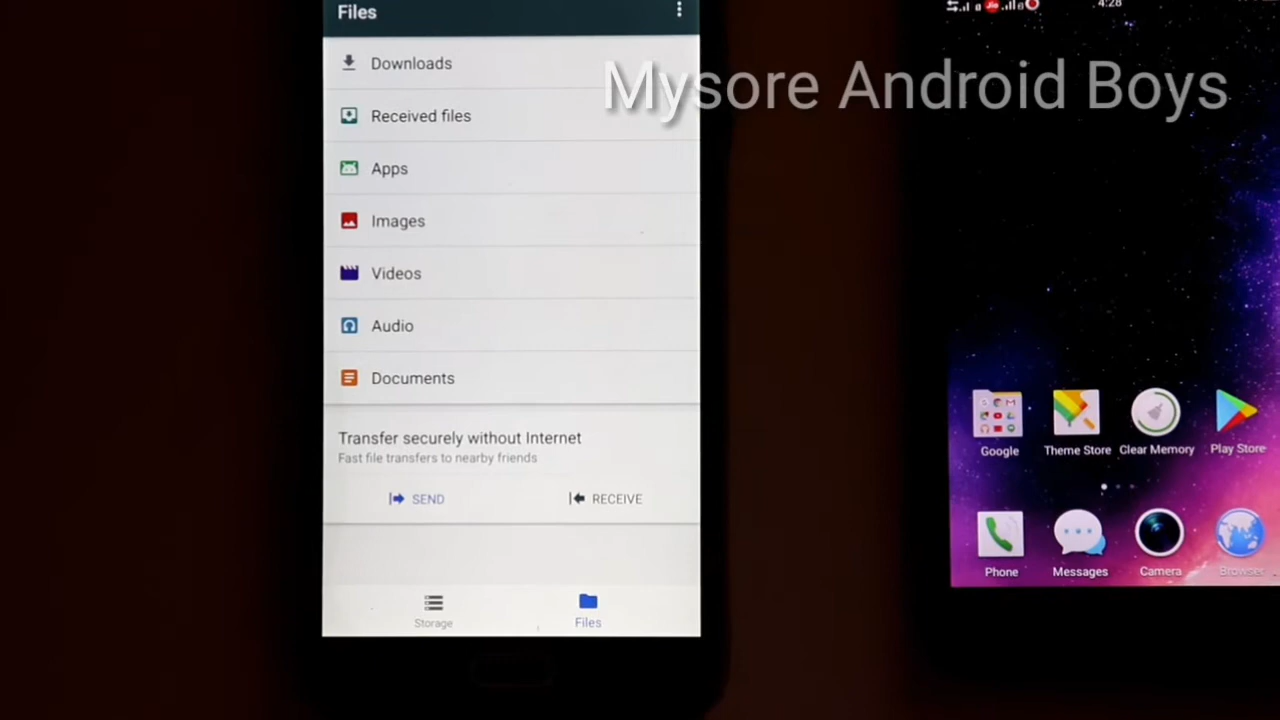 Files
4:28
Mysore Android Boys
Downloads
Received files
Apps
Images
Videos
Audio
Documents
Transfer securely without Internet
Fast file transfers to nearby friends
SEND
RECEIVE
Storage
Files
Google
Theme Store
Clear Memory
Play Store
Phone
Messages
Camera
Browser